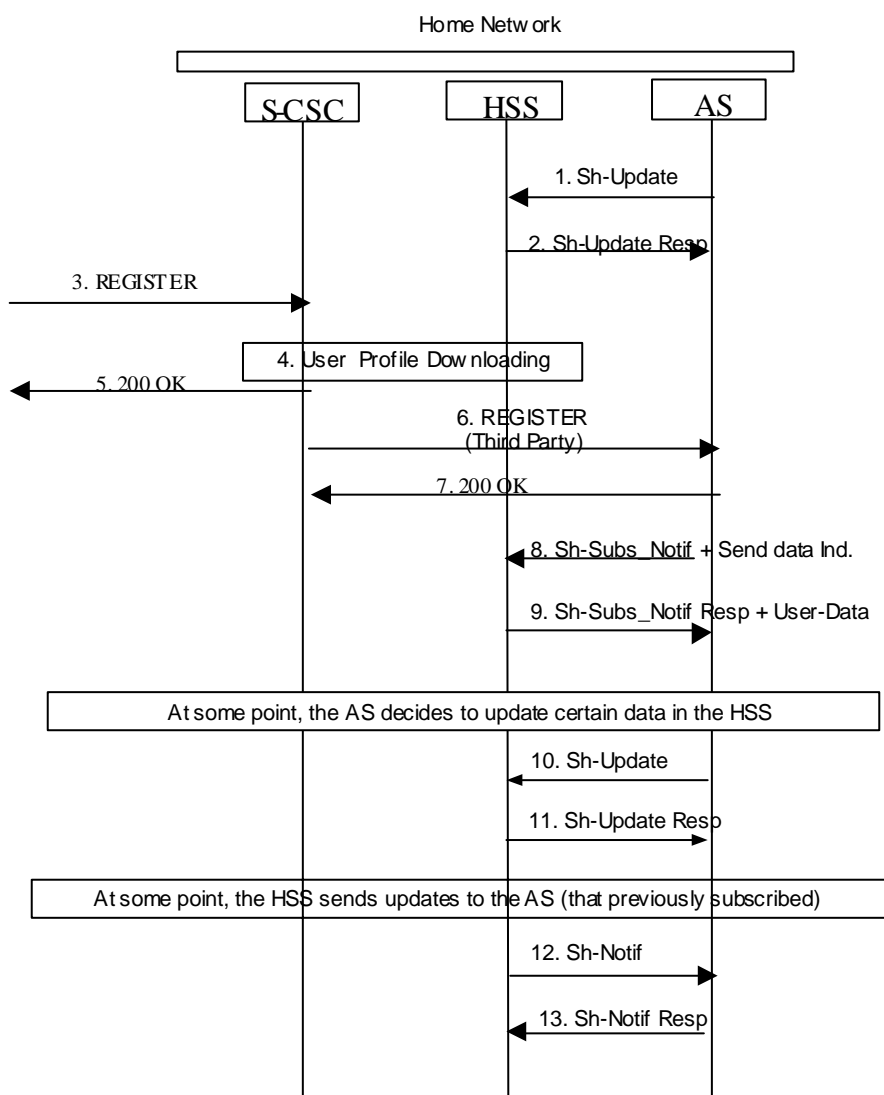 Home Network
S-CSC
HSS
AS
1. Sh-Update
2. Sh-Update Resp
3. REGISTER
4. User Profile Downloading
5. 200 OK
6. REGISTER
(Third Party)
7. 200 OK
8. Sh-Subs_Notif + Send data Ind.
9. Sh-Subs_Notif Resp + User-Data
At some point, the AS decides to update certain data in the HSS
10. Sh-Update
11. Sh-Update Resp
At some point, the HSS sends updates to the AS (that previously subscribed)
12. Sh-Notif
13. Sh-Notif Resp